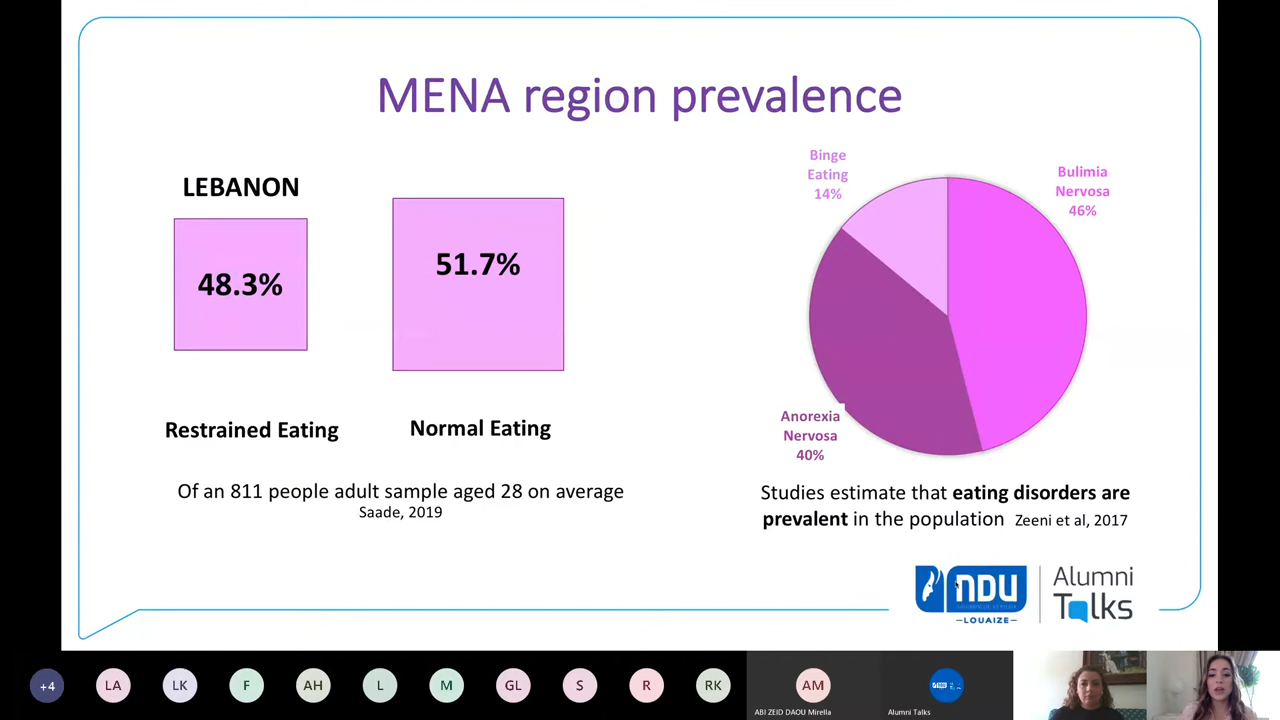 MENA region prevalence
LEBANON
48.3%
51.7%
Restrained Eating
Normal Eating
Of an 811 people adult sample aged 28 on average
Saade, 2019
Binge
Eating
14%
Bulimia
Nervosa
46%
Anorexia
Nervosa
40%
Studies estimate that eating disorders are
prevalent in the population Zeeni et al, 2017
NDU
LOUAIZE
Alumni
Talks
+4
LA
LK
F
AH
L
M
GL
S
R
RK
AM
ABI ZEID DAOU Mirella
Alumni Talks